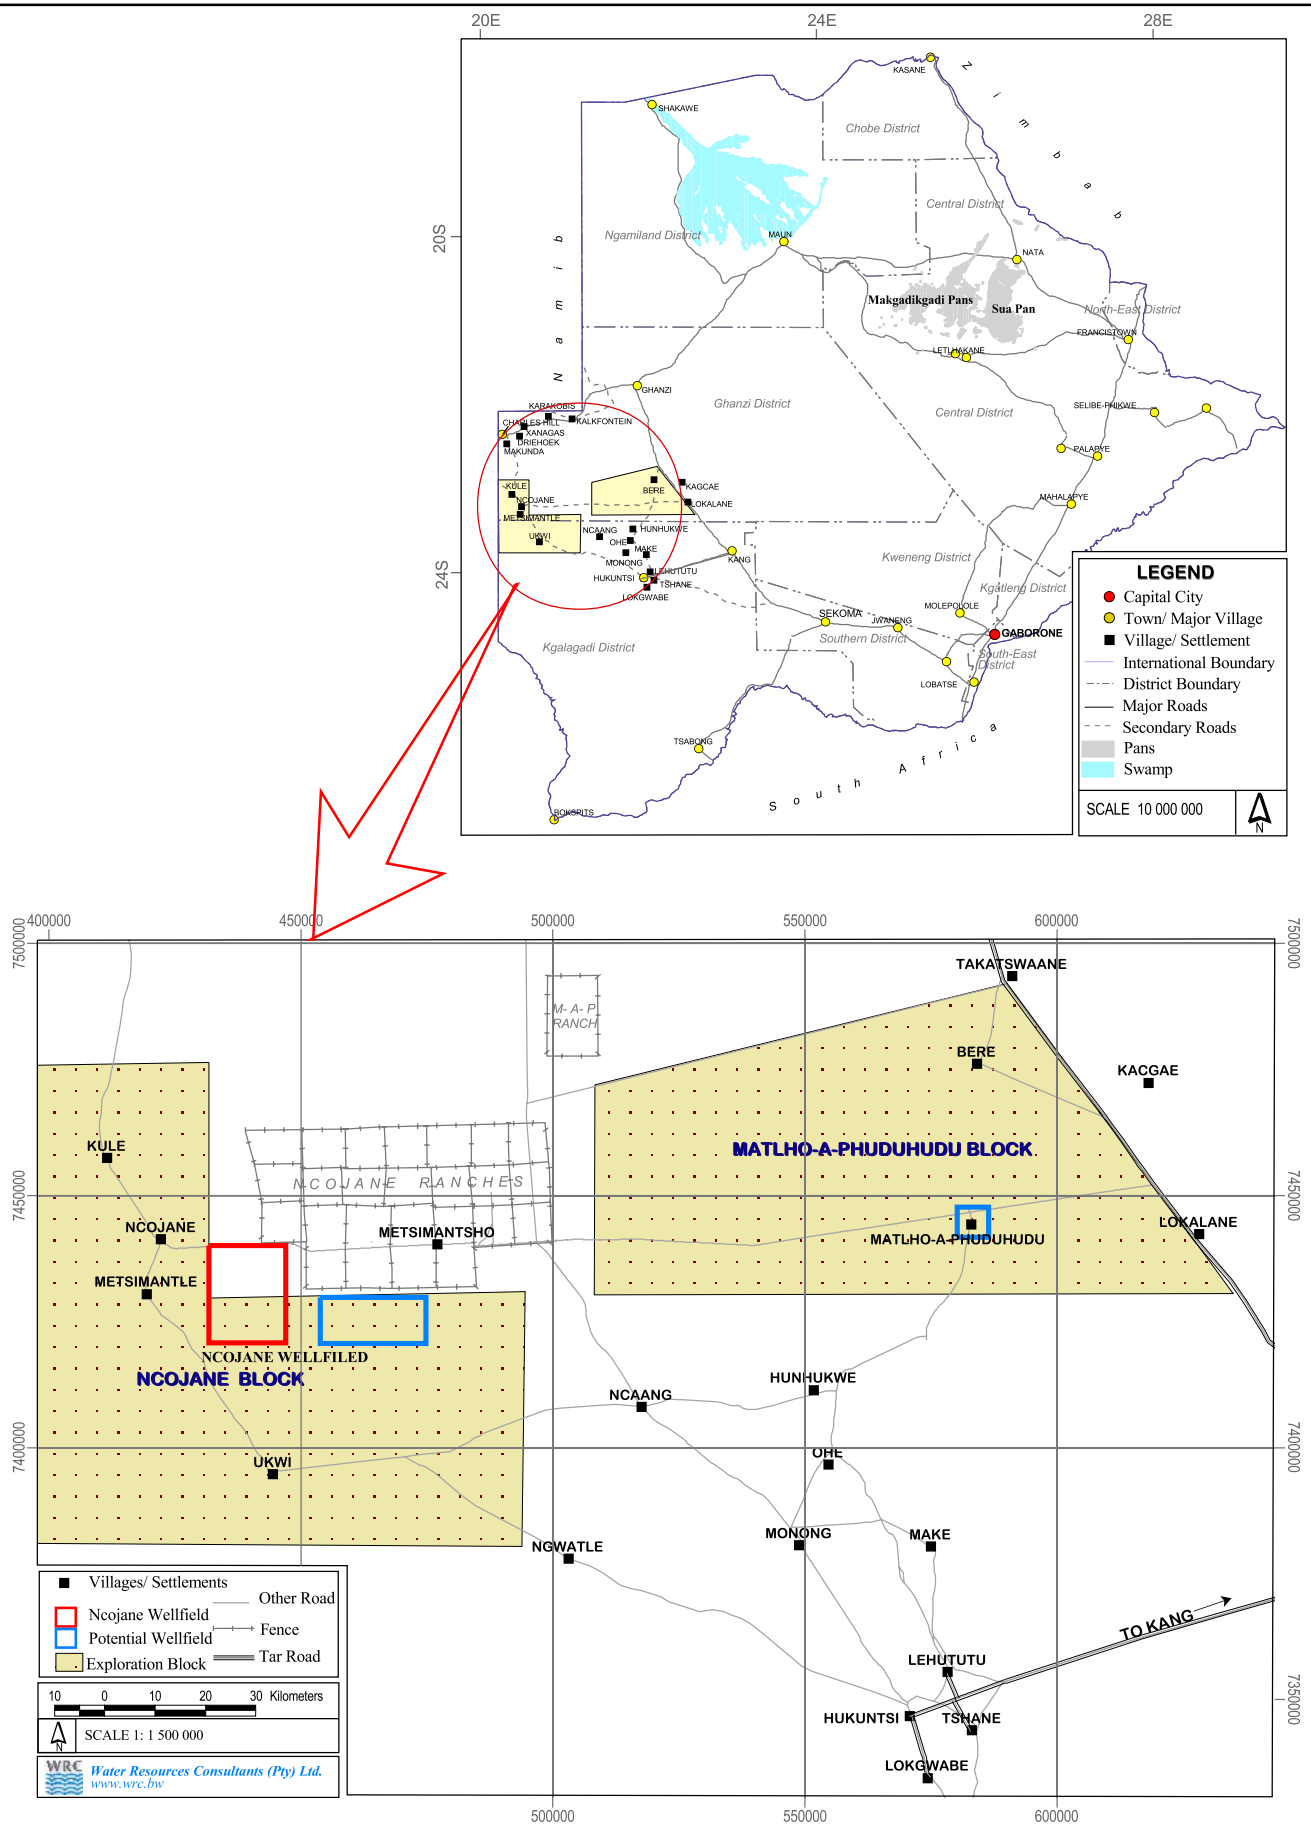 20E 24E 28E
KASANE
Z i m b a b
SHAKAWE
Chobe District
Central District
20S
N a m i b
Ngamiland District
MAUN
NATA
Makgadikgadi Pans
Sua Pan
North-East District
FRANCISTOWN
LETLHAKANE
GHANZI
Ghanzi District
Central District
SELIBE-PHIKWE
KARAKOBIS
CHARLES HILL
KALKFONTEIN
XANAGAS
DRIEHOEK
MAKUNDA
PALAPYE
KULE
BERE
KAGCAE
NCOJANE
LOKALANE
MAHALAPYE
METSIMANTLE
UKWI
NCAANG
HUNHUKWE
OHE
MAKE
MONONG
KANG
Kweneng District
24S
HUKUNTSI
LEHUTUTU
TSHANE
LOKGWABE
Kgatleng District
MOLEPOLOLE
SEKOMA
JWANENG
GABORONE
Southern District
Kgalagadi District
South-East
District
LOBATSE
TSABONG
South Africa
BOKSPITS
LEGEND
Capital City
Town/ Major Village
Village/ Settlement
International Boundary
District Boundary
Major Roads
Secondary Roads
Pans
Swamp
SCALE 10 000 000
N
400000 450000 500000 550000 600000
7500000 7500000
TAKATSWAANE
M- A- P
RANCH
BERE
KACGAE
KULE
MATLHO-A-PHUDUHUDU BLOCK
NCOJANE RANCHES
7450000 7450000
NCOJANE
METSIMANTSHO
LOKALANE
MATLHO-A-PHUDUHUDU
METSIMANTLE
NCOJANE WELLFILED
NCOJANE BLOCK
HUNHUKWE
NCAANG
7400000 7400000
OHE
UKWI
MONONG
MAKE
NGWATLE
TO KANG
LEHUTUTU
HUKUNTSI
TSHANE
7350000
LOKGWABE
500000 550000 600000
Villages/ Settlements
Other Road
Ncojane Wellfield
Fence
Potential Wellfield
Tar Road
Exploration Block
10 0 10 20 30 Kilometers
N
SCALE 1: 1 500 000
WRC
Water Resources Consultants (Pty) Ltd.
www.wrc.bw